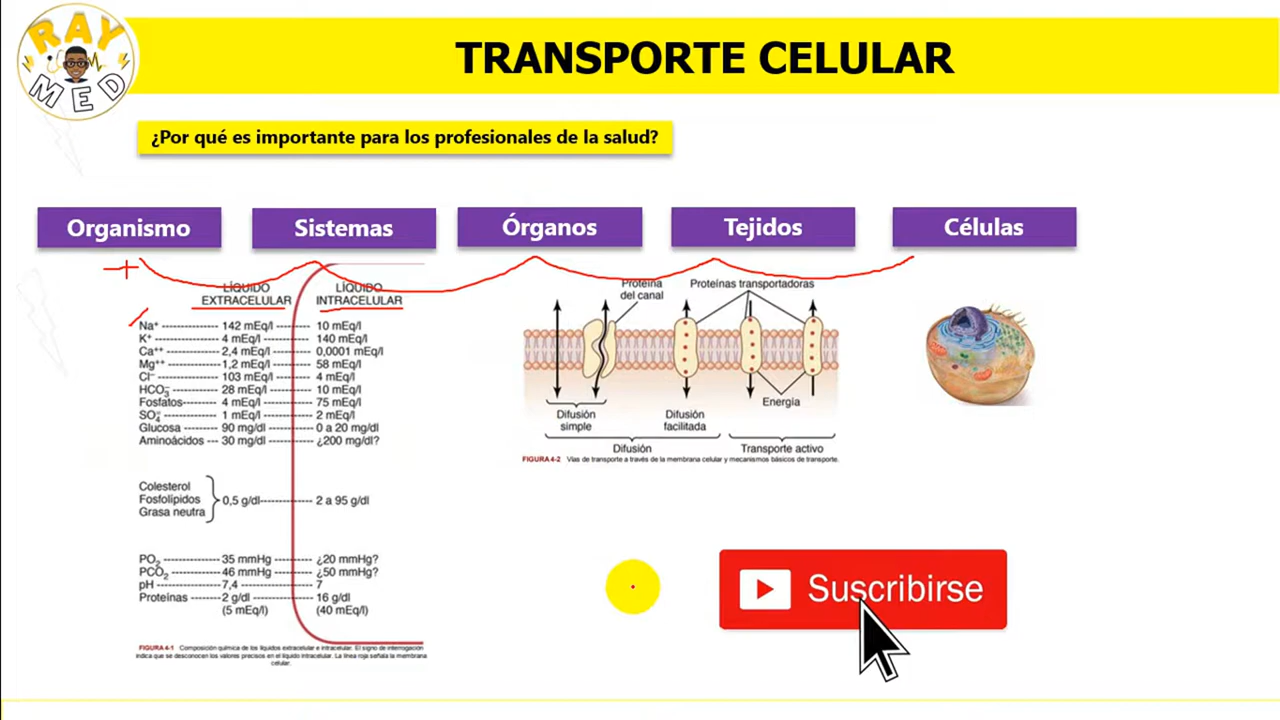 RAY
MED
TRANSPORTE CELULAR
¿Por qué es importante para los profesionales de la salud?
Organismo
Sistemas
Órganos
Tejidos
Células
LÍQUIDO EXTRACELULAR
LÍQUIDO INTRACELULAR
Na⁺ 142 mEq/l 10 mEq/l
K⁺ 4 mEq/l 140 mEq/l
Ca⁺⁺ 2,4 mEq/l 0,0001 mEq/l
Mg⁺⁺ 1,2 mEq/l 58 mEq/l
Cl⁻ 103 mEq/l 4 mEq/l
HCO₃⁻ 28 mEq/l 10 mEq/l
Fosfatos 4 mEq/l 75 mEq/l
SO₄⁼ 1 mEq/l 2 mEq/l
Glucosa 90 mg/dl 0 a 20 mg/dl
Aminoácidos 30 mg/dl ¿200 mg/dl?
Colesterol
Fosfolípidos 0,5 g/dl 2 a 95 g/dl
Grasa neutra
PO₂ 35 mmHg ¿20 mmHg?
PCO₂ 46 mmHg ¿50 mmHg?
pH 7,4 7
Proteínas 2 g/dl 16 g/dl
(5 mEq/l) (40 mEq/l)
FIGURA 4-1 Composición química de los líquidos extracelular e intracelular. El signo de interrogación
indica que se desconocen los valores precisos en el líquido intracelular. La línea roja señala la membrana
celular.
Proteína
del canal
Proteínas transportadoras
Energía
Difusión
simple
Difusión
facilitada
Difusión
Transporte activo
FIGURA 4-2 Vías de transporte a través de la membrana celular y mecanismos básicos de transporte.
Suscribirse